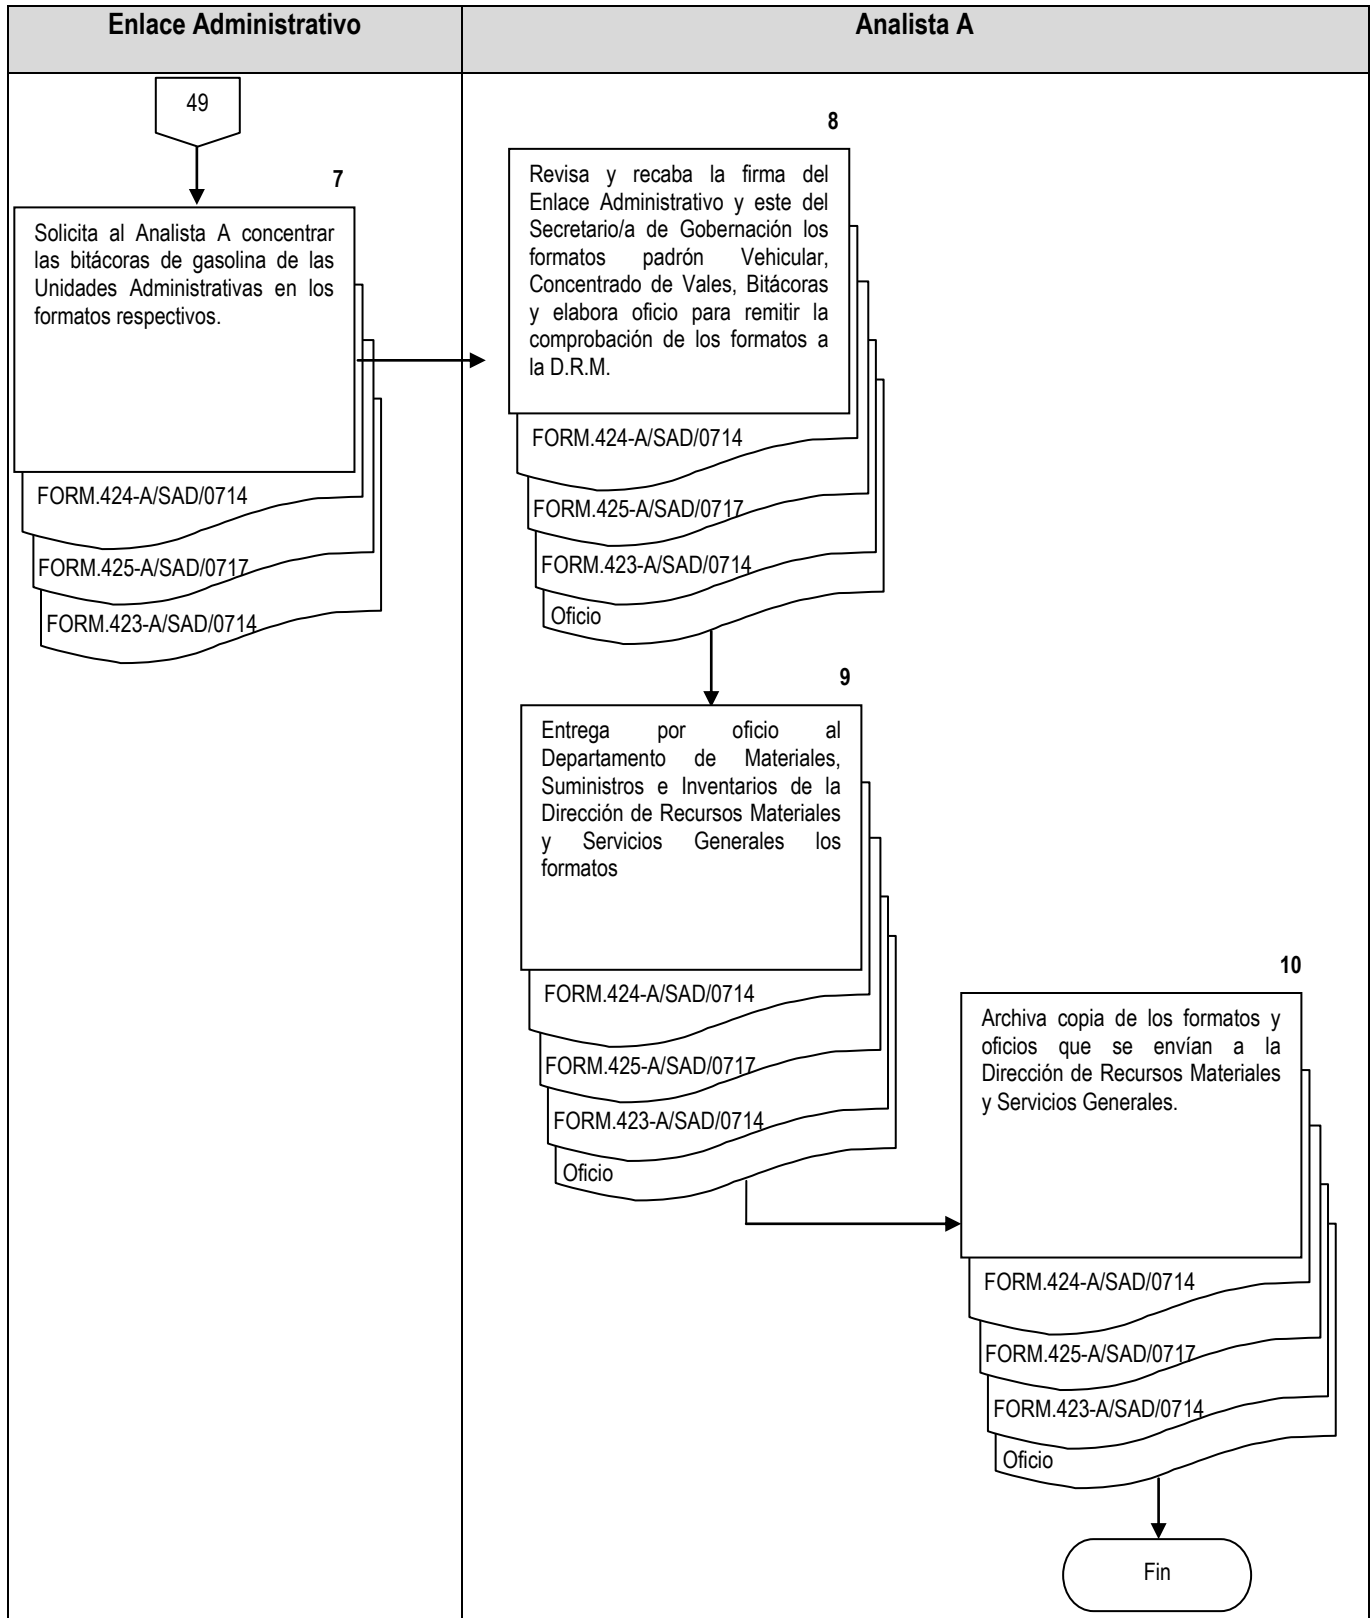 Enlace Administrativo
Analista A
49
7
Solicita al Analista A concentrar
las bitácoras de gasolina de las
Unidades Administrativas en los
formatos respectivos.
FORM.424-A/SAD/0714
FORM.425-A/SAD/0717
FORM.423-A/SAD/0714
8
Revisa y recaba la firma del
Enlace Administrativo y este del
Secretario/a de Gobernación los
formatos padrón Vehicular,
Concentrado de Vales, Bitácoras
y elabora oficio para remitir la
comprobación de los formatos a
la D.R.M.
FORM.424-A/SAD/0714
FORM.425-A/SAD/0717
FORM.423-A/SAD/0714
Oficio
9
Entrega por oficio al
Departamento de Materiales,
Suministros e Inventarios de la
Dirección de Recursos Materiales
y Servicios Generales los
formatos
FORM.424-A/SAD/0714
FORM.425-A/SAD/0717
FORM.423-A/SAD/0714
Oficio
10
Archiva copia de los formatos y
oficios que se envían a la
Dirección de Recursos Materiales
y Servicios Generales.
FORM.424-A/SAD/0714
FORM.425-A/SAD/0717
FORM.423-A/SAD/0714
Oficio
Fin